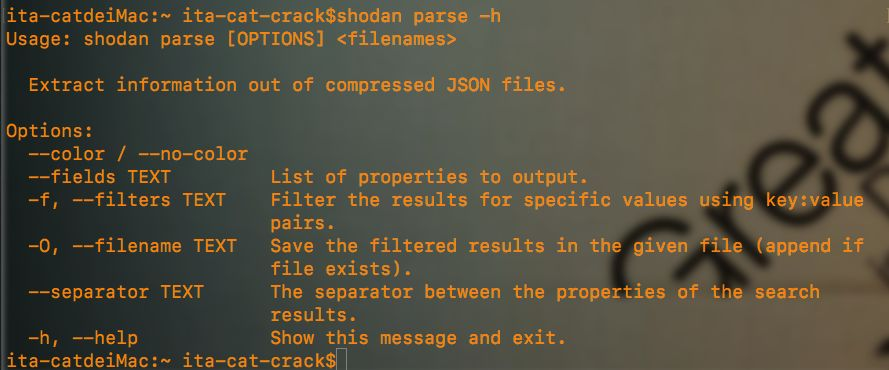 ita-catdeiMac:~ ita-cat-crack$shodan parse -h
Usage: shodan parse [OPTIONS] <filenames>
Extract information out of compressed JSON files.
Options:
--color / --no-color
--fields TEXT List of properties to output.
-f, --filters TEXT Filter the results for specific values using key:value
pairs.
-O, --filename TEXT Save the filtered results in the given file (append if
file exists).
--separator TEXT The separator between the properties of the search
results.
-h, --help Show this message and exit.
ita-catdeiMac:~ ita-cat-crack$
Great